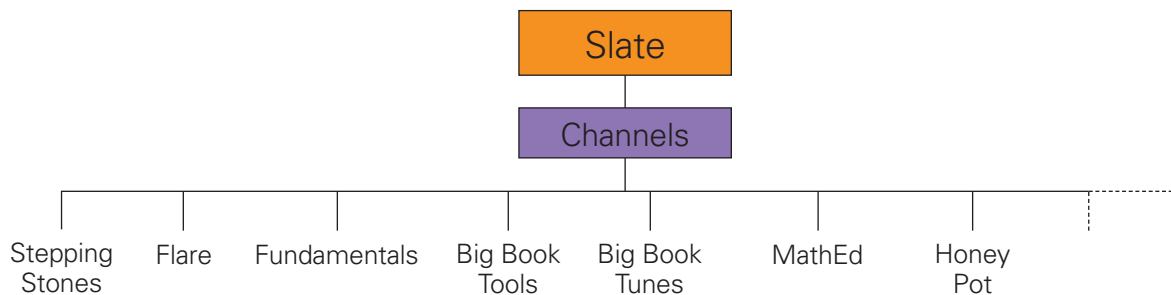 Slate
Channels
Stepping
Stones
Flare
Fundamentals
Big Book
Tools
Big Book
Tunes
MathEd
Honey
Pot